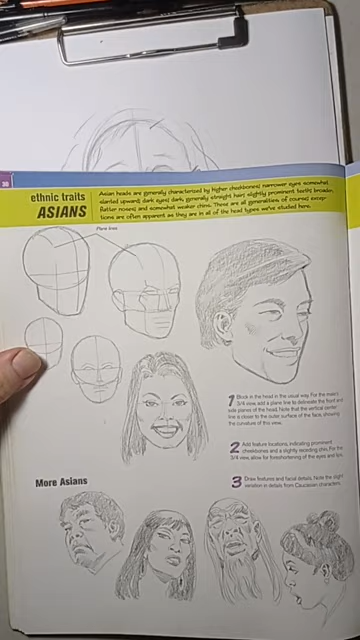 30
ethnic traits
ASIANS
Asian heads are generally characterized by higher cheekbones; narrower eyes somewhat
slanted upward; dark eyes; dark, generally straight hair; slightly prominent teeth; broader,
flatter noses; and somewhat weaker chins. These are all generalities, of course; excep-
tions are often apparent as they are in all of the head types we've studied here.
Plane lines
1 Block in the head in the usual way. For the male's
3/4 view, add a plane line to delineate the front and
side planes of the head. Note that the vertical center
line is closer to the outer surface of the face, showing
the curvature of this view.
2 Add feature locations, indicating prominent
cheekbones and a slightly receding chin. For the
3/4 view, allow for foreshortening of the eyes and lips.
3 Draw features and facial details. Note the slight
variation in details from Caucasian characters.
More Asians